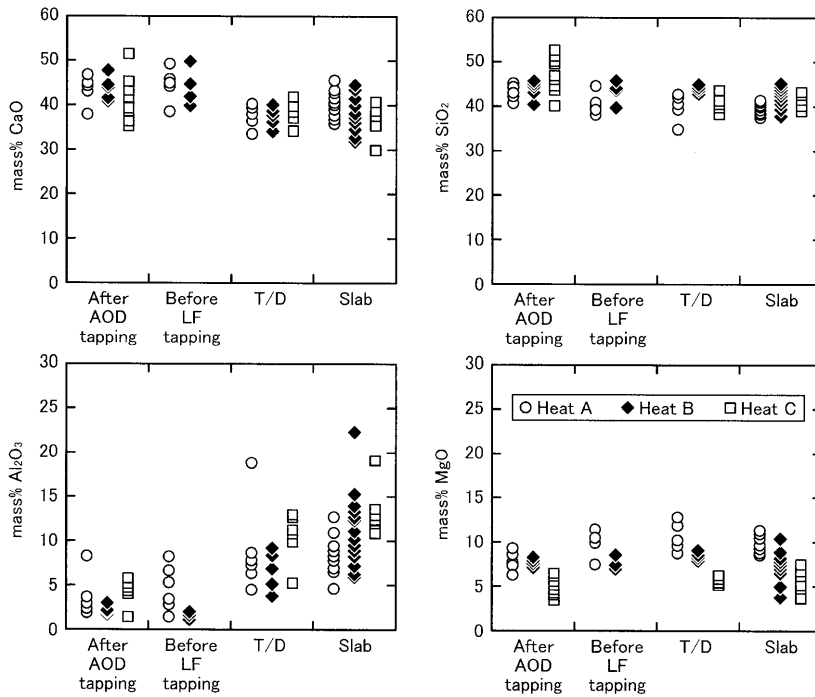 60
50
40
30
20
10
0
mass% CaO
After
AOD
tapping
Before
LF
tapping
T/D
Slab
60
50
40
30
20
10
0
mass% SiO₂
After
AOD
tapping
Before
LF
tapping
T/D
Slab
30
25
20
15
10
5
0
mass% Al₂O₃
After
AOD
tapping
Before
LF
tapping
T/D
Slab
30
25
20
15
10
5
0
mass% MgO
Heat A Heat B Heat C
After
AOD
tapping
Before
LF
tapping
T/D
Slab